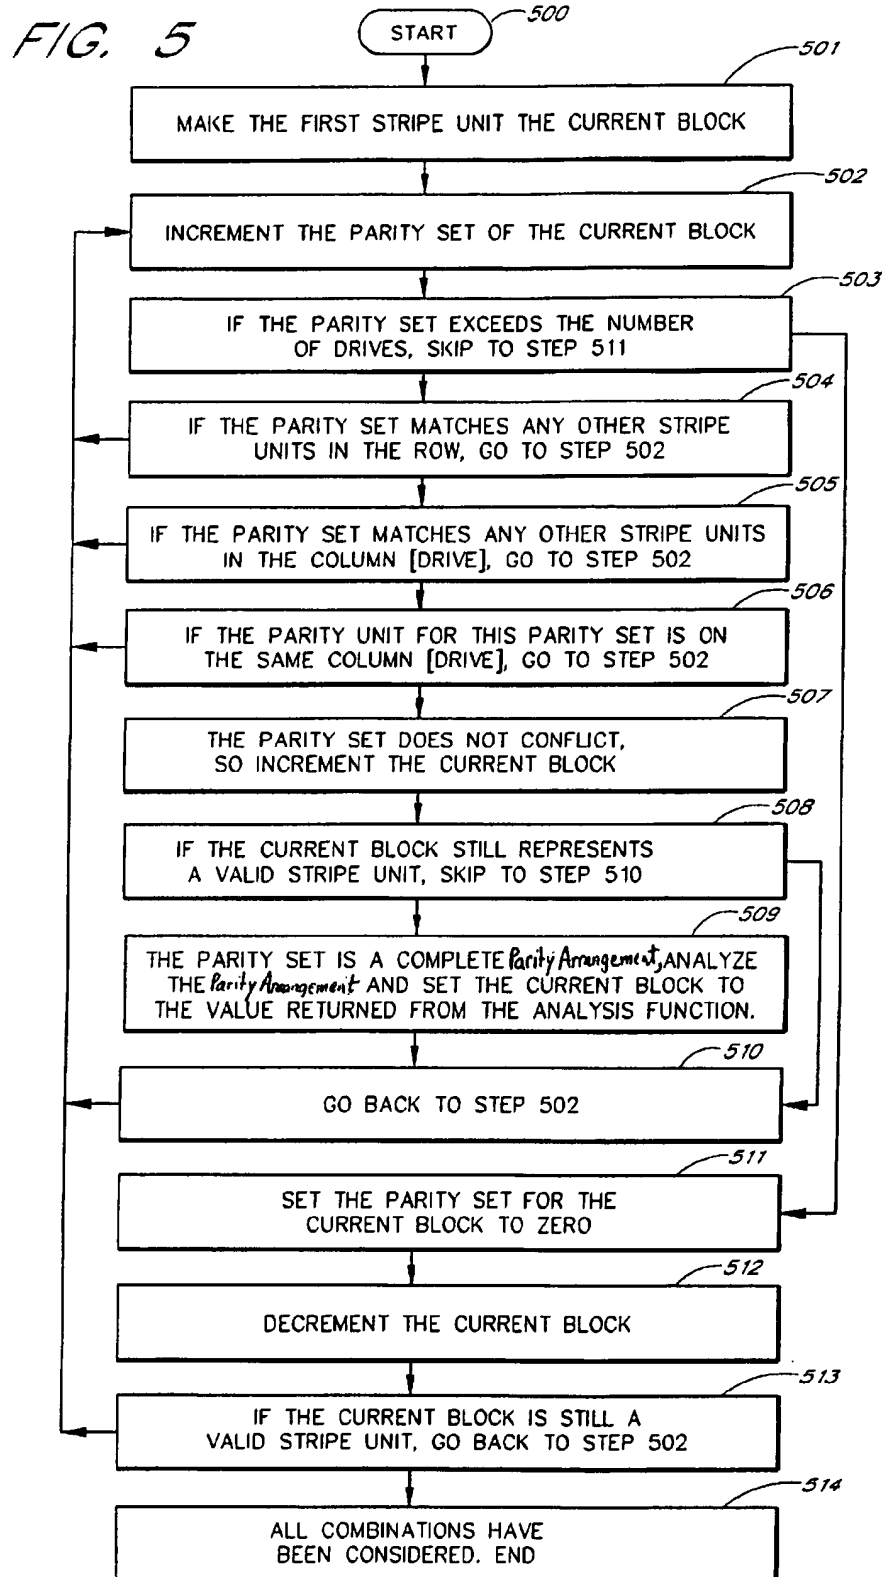 FIG. 5
START
500
501
MAKE THE FIRST STRIPE UNIT THE CURRENT BLOCK
502
INCREMENT THE PARITY SET OF THE CURRENT BLOCK
503
IF THE PARITY SET EXCEEDS THE NUMBER
OF DRIVES, SKIP TO STEP 511
504
IF THE PARITY SET MATCHES ANY OTHER STRIPE
UNITS IN THE ROW, GO TO STEP 502
505
IF THE PARITY SET MATCHES ANY OTHER STRIPE UNITS
IN THE COLUMN [DRIVE], GO TO STEP 502
506
IF THE PARITY UNIT FOR THIS PARITY SET IS ON
THE SAME COLUMN [DRIVE], GO TO STEP 502
507
THE PARITY SET DOES NOT CONFLICT,
SO INCREMENT THE CURRENT BLOCK
508
IF THE CURRENT BLOCK STILL REPRESENTS
A VALID STRIPE UNIT, SKIP TO STEP 510
509
THE PARITY SET IS A COMPLETE Parity Arrangement, ANALYZE
THE Parity Arrangement AND SET THE CURRENT BLOCK TO
THE VALUE RETURNED FROM THE ANALYSIS FUNCTION.
510
GO BACK TO STEP 502
511
SET THE PARITY SET FOR THE
CURRENT BLOCK TO ZERO
512
DECREMENT THE CURRENT BLOCK
513
IF THE CURRENT BLOCK IS STILL A
VALID STRIPE UNIT, GO BACK TO STEP 502
514
ALL COMBINATIONS HAVE
BEEN CONSIDERED. END